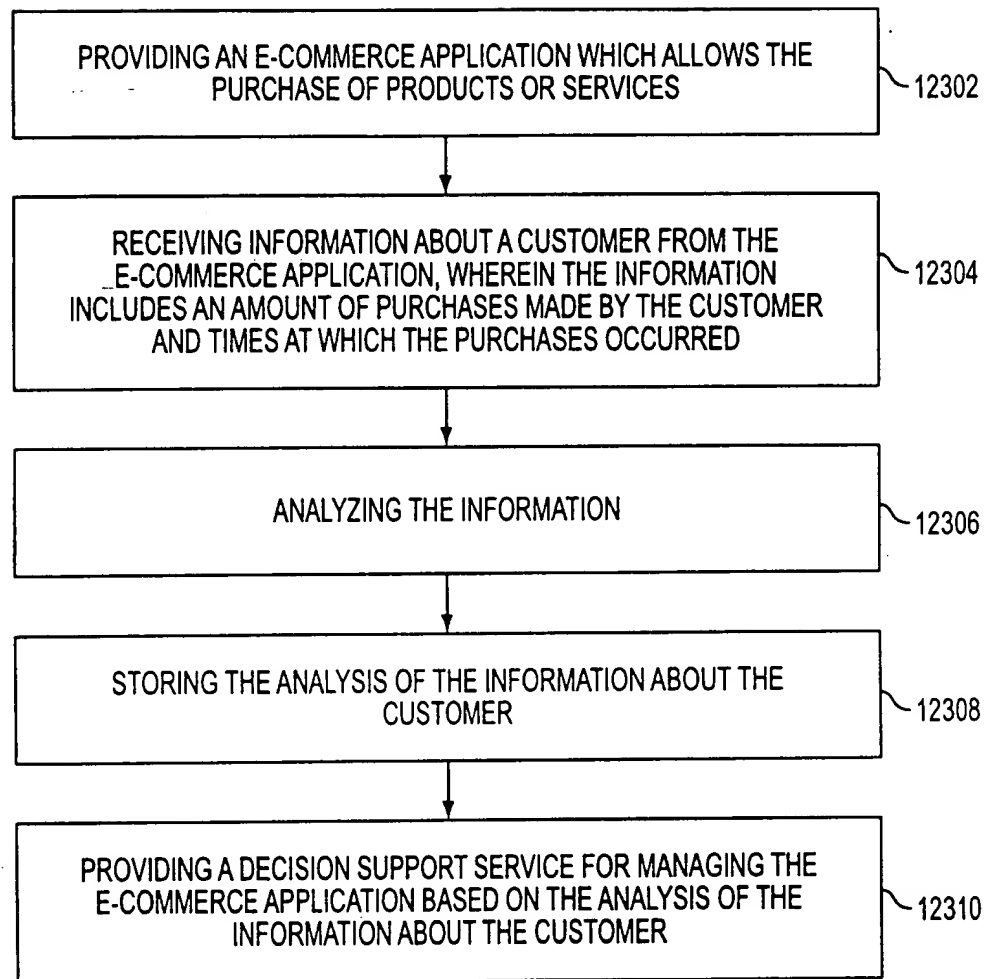 PROVIDING AN E-COMMERCE APPLICATION WHICH ALLOWS THE
PURCHASE OF PRODUCTS OR SERVICES
12302
RECEIVING INFORMATION ABOUT A CUSTOMER FROM THE
E-COMMERCE APPLICATION, WHEREIN THE INFORMATION
INCLUDES AN AMOUNT OF PURCHASES MADE BY THE CUSTOMER
AND TIMES AT WHICH THE PURCHASES OCCURRED
12304
ANALYZING THE INFORMATION
12306
STORING THE ANALYSIS OF THE INFORMATION ABOUT THE
CUSTOMER
12308
PROVIDING A DECISION SUPPORT SERVICE FOR MANAGING THE
E-COMMERCE APPLICATION BASED ON THE ANALYSIS OF THE
INFORMATION ABOUT THE CUSTOMER
12310